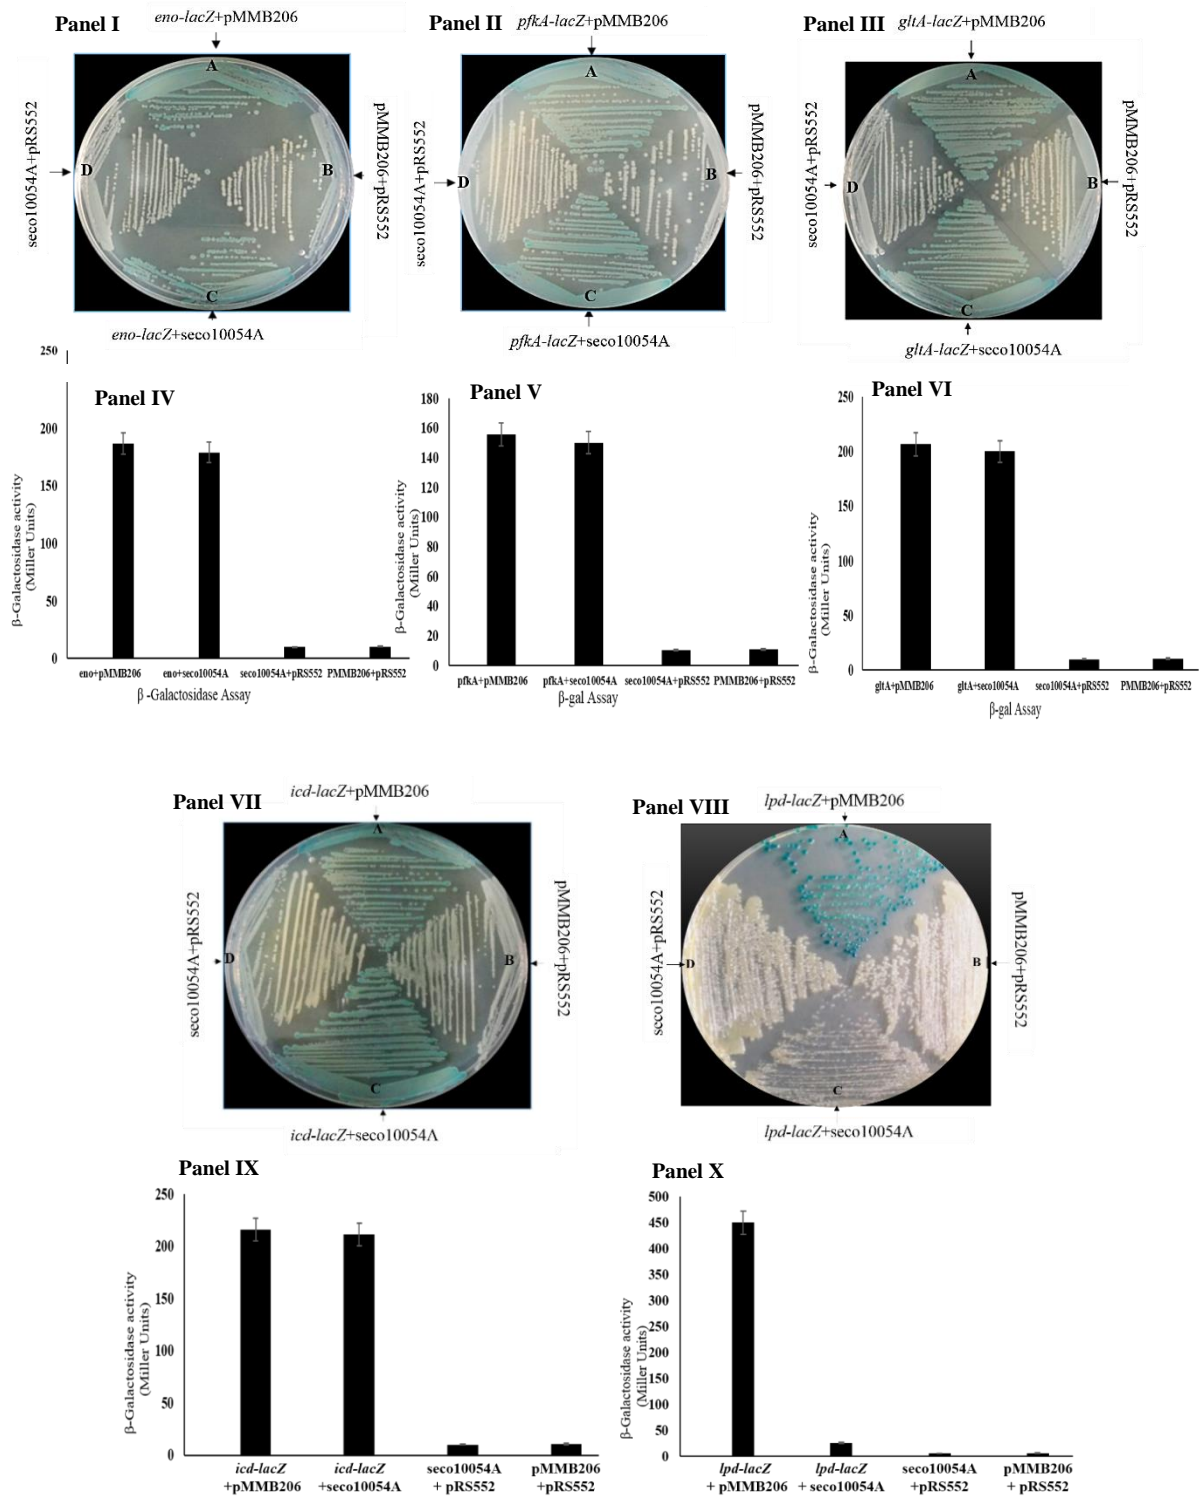 Panel I
eno-lacZ+pMMB206
A
seco10054A+pRS552
D
B
pMMB206+pRS552
C
eno-lacZ+seco10054A
Panel II
pfkA-lacZ+pMMB206
A
seco10054A+pRS552
D
B
pMMB206+pRS552
C
pfkA-lacZ+seco10054A
Panel III
gltA-lacZ+pMMB206
A
seco10054A+pRS552
D
B
pMMB206+pRS552
C
gltA-lacZ+seco10054A
Panel IV
β-Galactosidase activity
(Miller Units)
250
200
150
100
50
0
eno+pMMB206 eno+seco10054A seco10054A+pRS552 PMMB206+pRS552
β -Galactosidase Assay
Panel V
β-Galactosidase activity
(Miller Units)
180
160
140
120
100
80
60
40
20
0
pfkA+pMMB206 pfkA+seco10054A seco10054A+pRS552 PMMB206+pRS552
β-gal Assay
Panel VI
β-Galactosidase activity
(Miller Units)
250
200
150
100
50
0
gltA+pMMB206 gltA+seco10054A seco10054A+pRS552 PMMB206+pRS552
β-gal Assay
Panel VII
icd-lacZ+pMMB206
A
seco10054A+pRS552
D
B
pMMB206+pRS552
C
icd-lacZ+seco10054A
Panel VIII
lpd-lacZ+pMMB206
A
seco10054A+pRS552
D
B
pMMB206+pRS552
C
lpd-lacZ+seco10054A
Panel IX
β-Galactosidase activity
(Miller Units)
250
200
150
100
50
0
icd-lacZ icd-lacZ seco10054A pMMB206
+pMMB206 +seco10054A + pRS552 +pRS552
Panel X
β-Galactosidase activity
(Miller Units)
500
450
400
350
300
250
200
150
100
50
0
lpd-lacZ lpd-lacZ seco10054A pMMB206
+ pMMB206 + seco10054A +pRS552 + pRS552